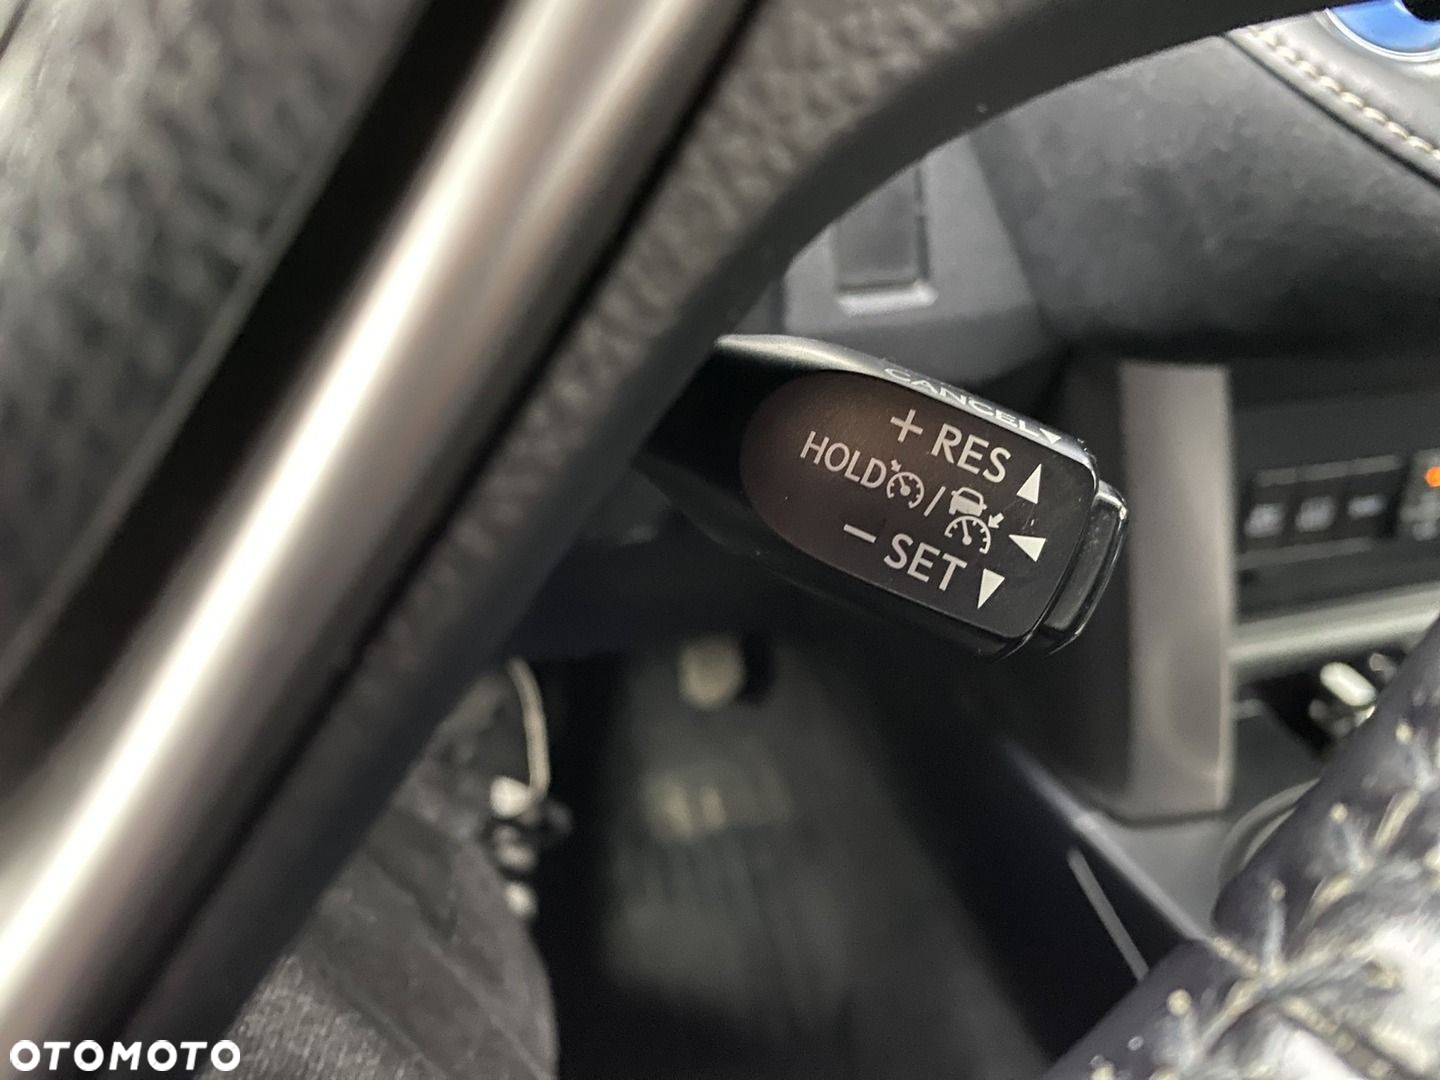 CANCEL▼
+ RES ▲
HOLD / ◀
− SET ▼
OTOMOTO